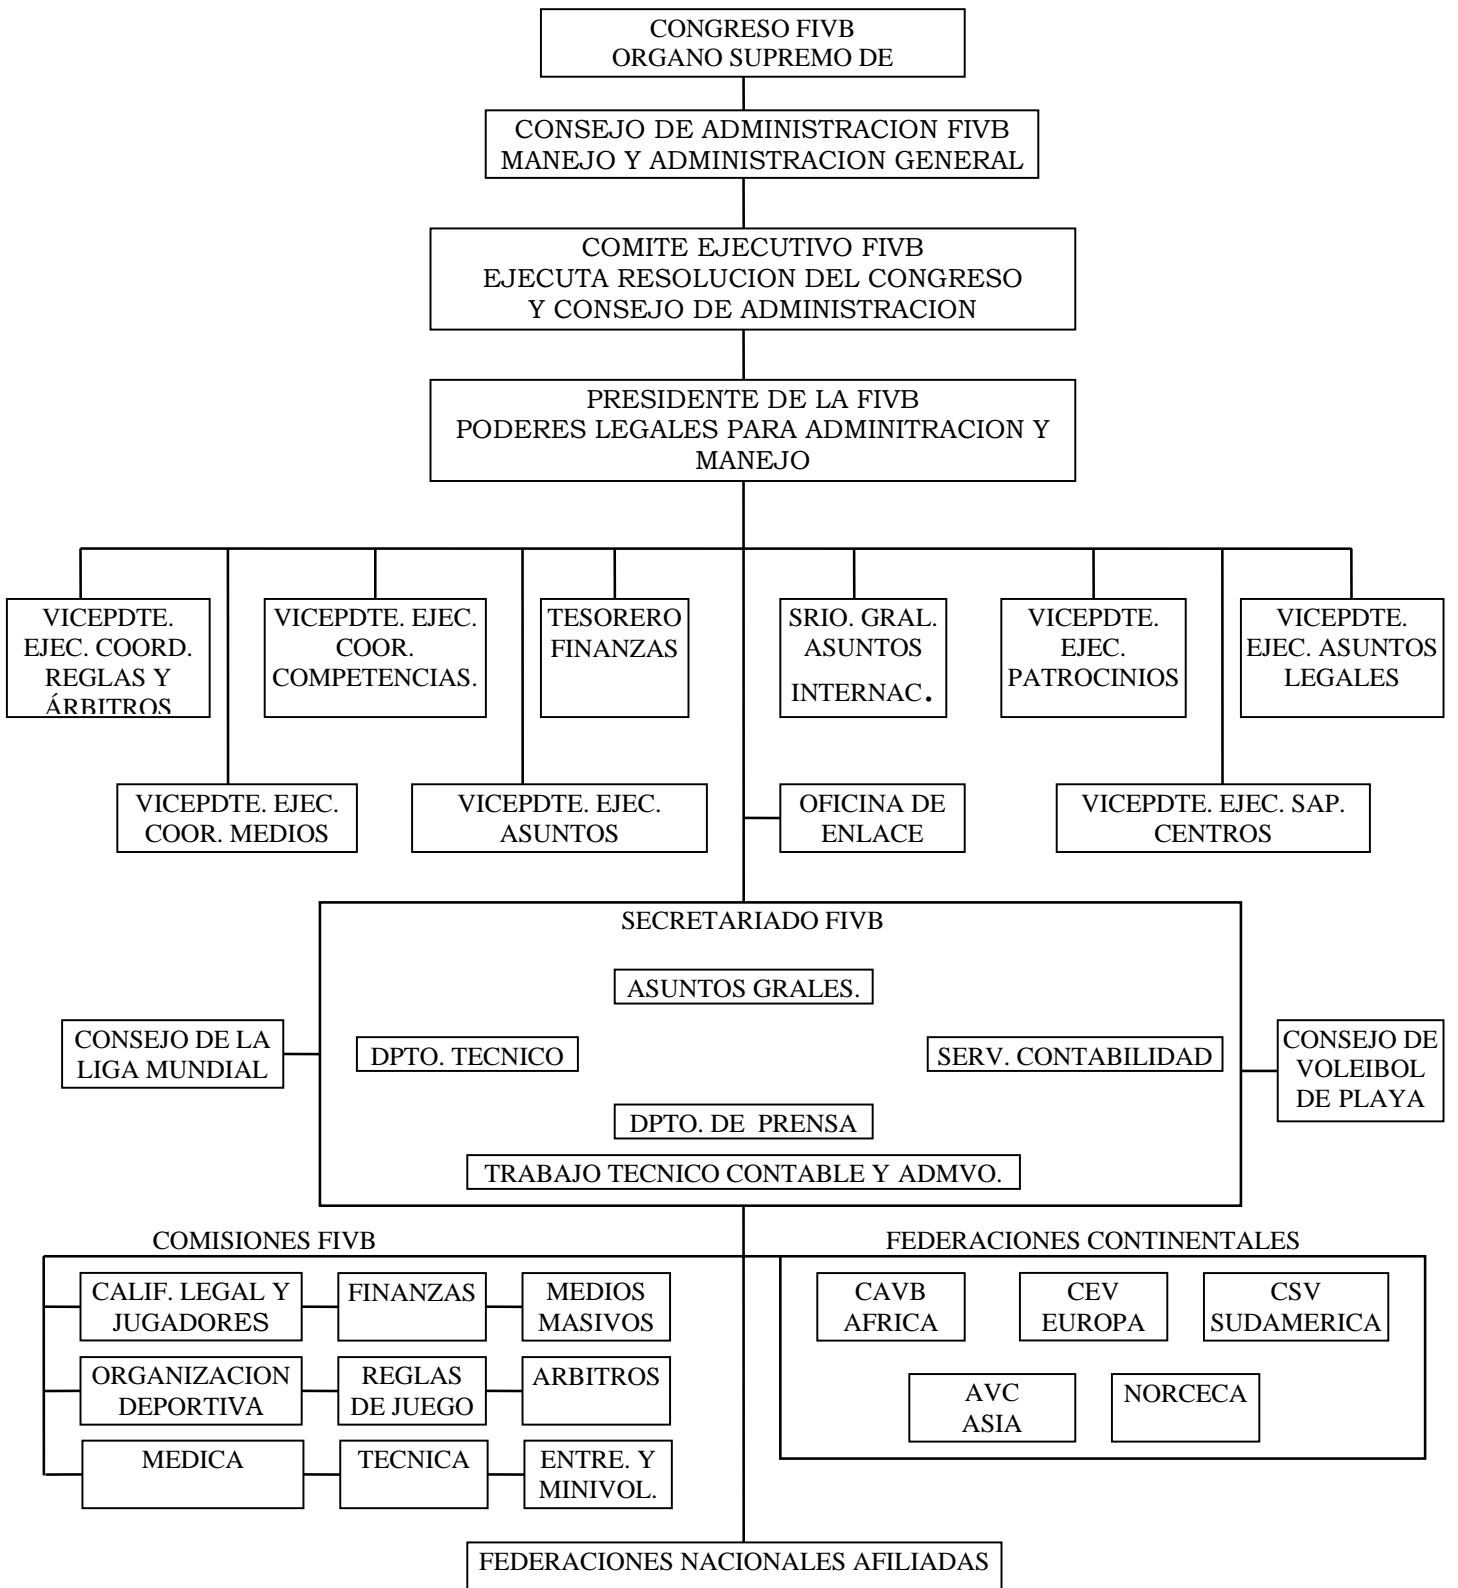 CONGRESO FIVB
ORGANO SUPREMO DE
CONSEJO DE ADMINISTRACION FIVB
MANEJO Y ADMINISTRACION GENERAL
COMITE EJECUTIVO FIVB
EJECUTA RESOLUCION DEL CONGRESO
Y CONSEJO DE ADMINISTRACION
PRESIDENTE DE LA FIVB
PODERES LEGALES PARA ADMINITRACION Y
MANEJO
VICEPDTE.
EJEC. COORD.
REGLAS Y
ÁRBITROS
VICEPDTE. EJEC.
COOR.
COMPETENCIAS.
TESORERO
FINANZAS
SRIO. GRAL.
ASUNTOS
INTERNAC.
VICEPDTE.
EJEC.
PATROCINIOS
VICEPDTE.
EJEC. ASUNTOS
LEGALES
VICEPDTE. EJEC.
COOR. MEDIOS
VICEPDTE. EJEC.
ASUNTOS
OFICINA DE
ENLACE
VICEPDTE. EJEC. SAP.
CENTROS
SECRETARIADO FIVB
ASUNTOS GRALES.
CONSEJO DE LA
LIGA MUNDIAL
DPTO. TECNICO
SERV. CONTABILIDAD
CONSEJO DE
VOLEIBOL
DE PLAYA
DPTO. DE  PRENSA
TRABAJO TECNICO CONTABLE Y ADMVO.
COMISIONES FIVB
CALIF. LEGAL Y
JUGADORES
FINANZAS
MEDIOS
MASIVOS
ORGANIZACION
DEPORTIVA
REGLAS
DE JUEGO
ARBITROS
MEDICA
TECNICA
ENTRE. Y
MINIVOL.
FEDERACIONES CONTINENTALES
CAVB
AFRICA
CEV
EUROPA
CSV
SUDAMERICA
AVC
ASIA
NORCECA
FEDERACIONES NACIONALES AFILIADAS